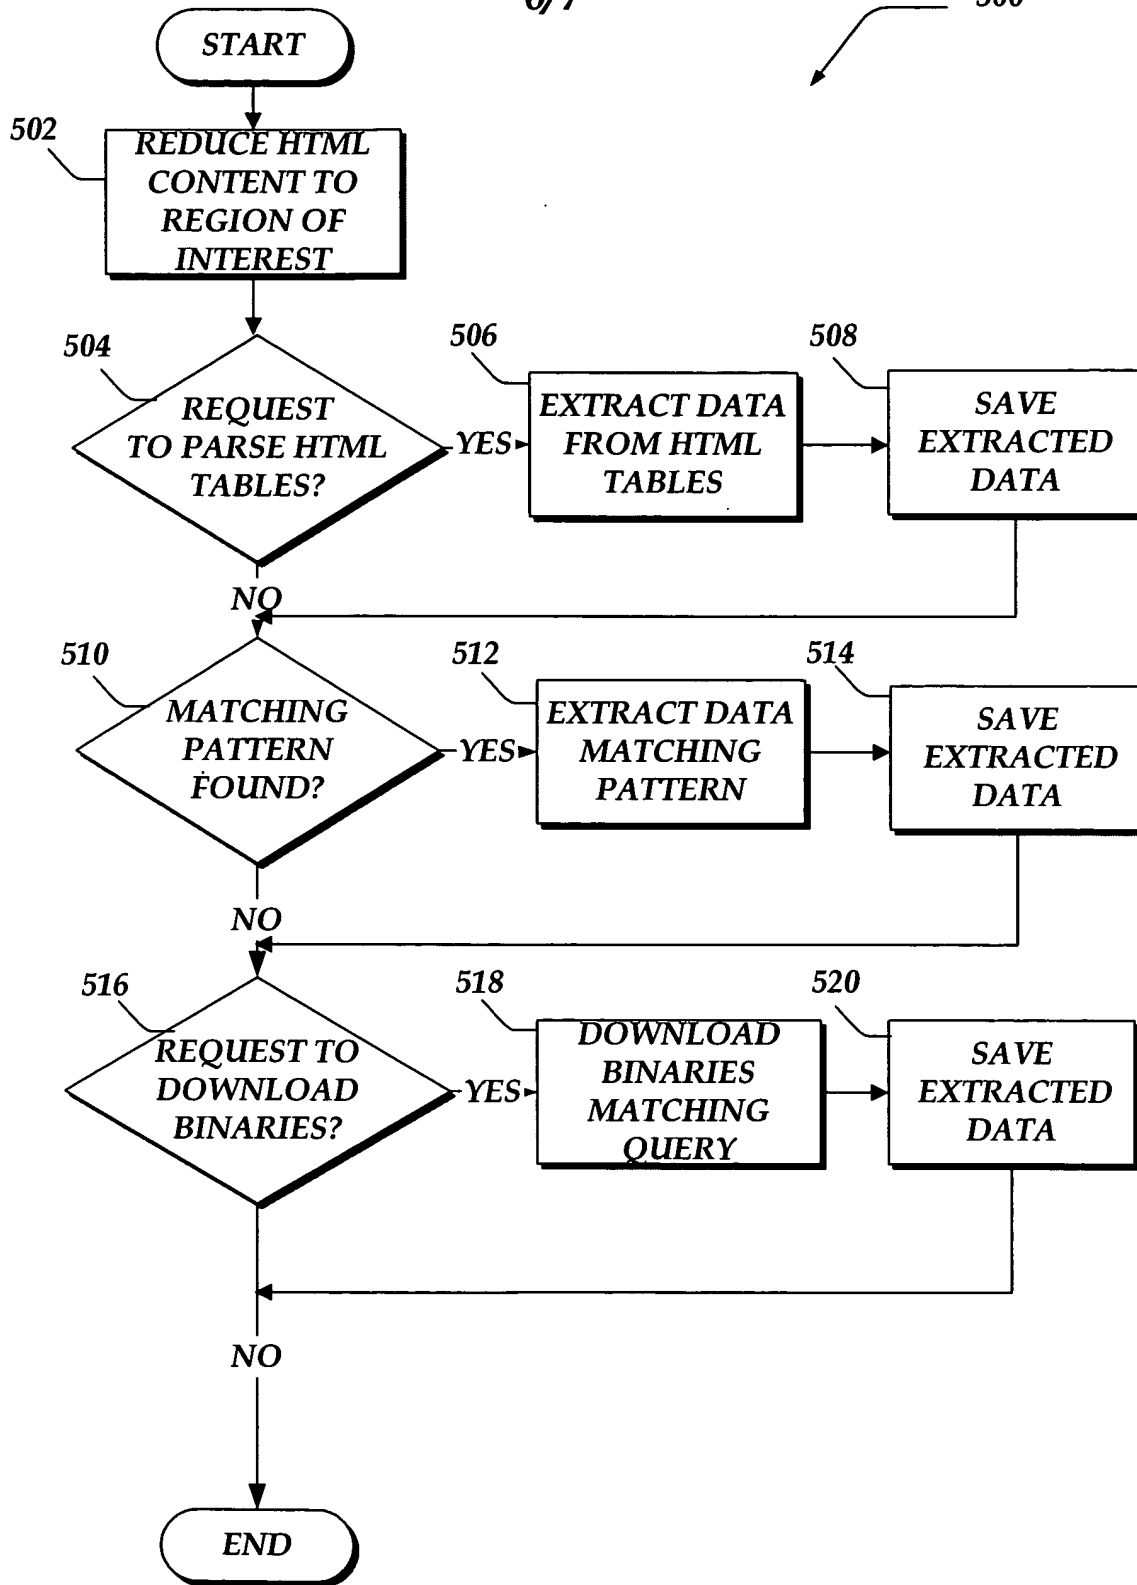 START
502
REDUCE HTML
CONTENT TO
REGION OF
INTEREST
504
REQUEST
TO PARSE HTML
TABLES?
YES
506
EXTRACT DATA
FROM HTML
TABLES
508
SAVE
EXTRACTED
DATA
NO
510
MATCHING
PATTERN
FOUND?
YES
512
EXTRACT DATA
MATCHING
PATTERN
514
SAVE
EXTRACTED
DATA
NO
516
REQUEST TO
DOWNLOAD
BINARIES?
YES
518
DOWNLOAD
BINARIES
MATCHING
QUERY
520
SAVE
EXTRACTED
DATA
NO
END